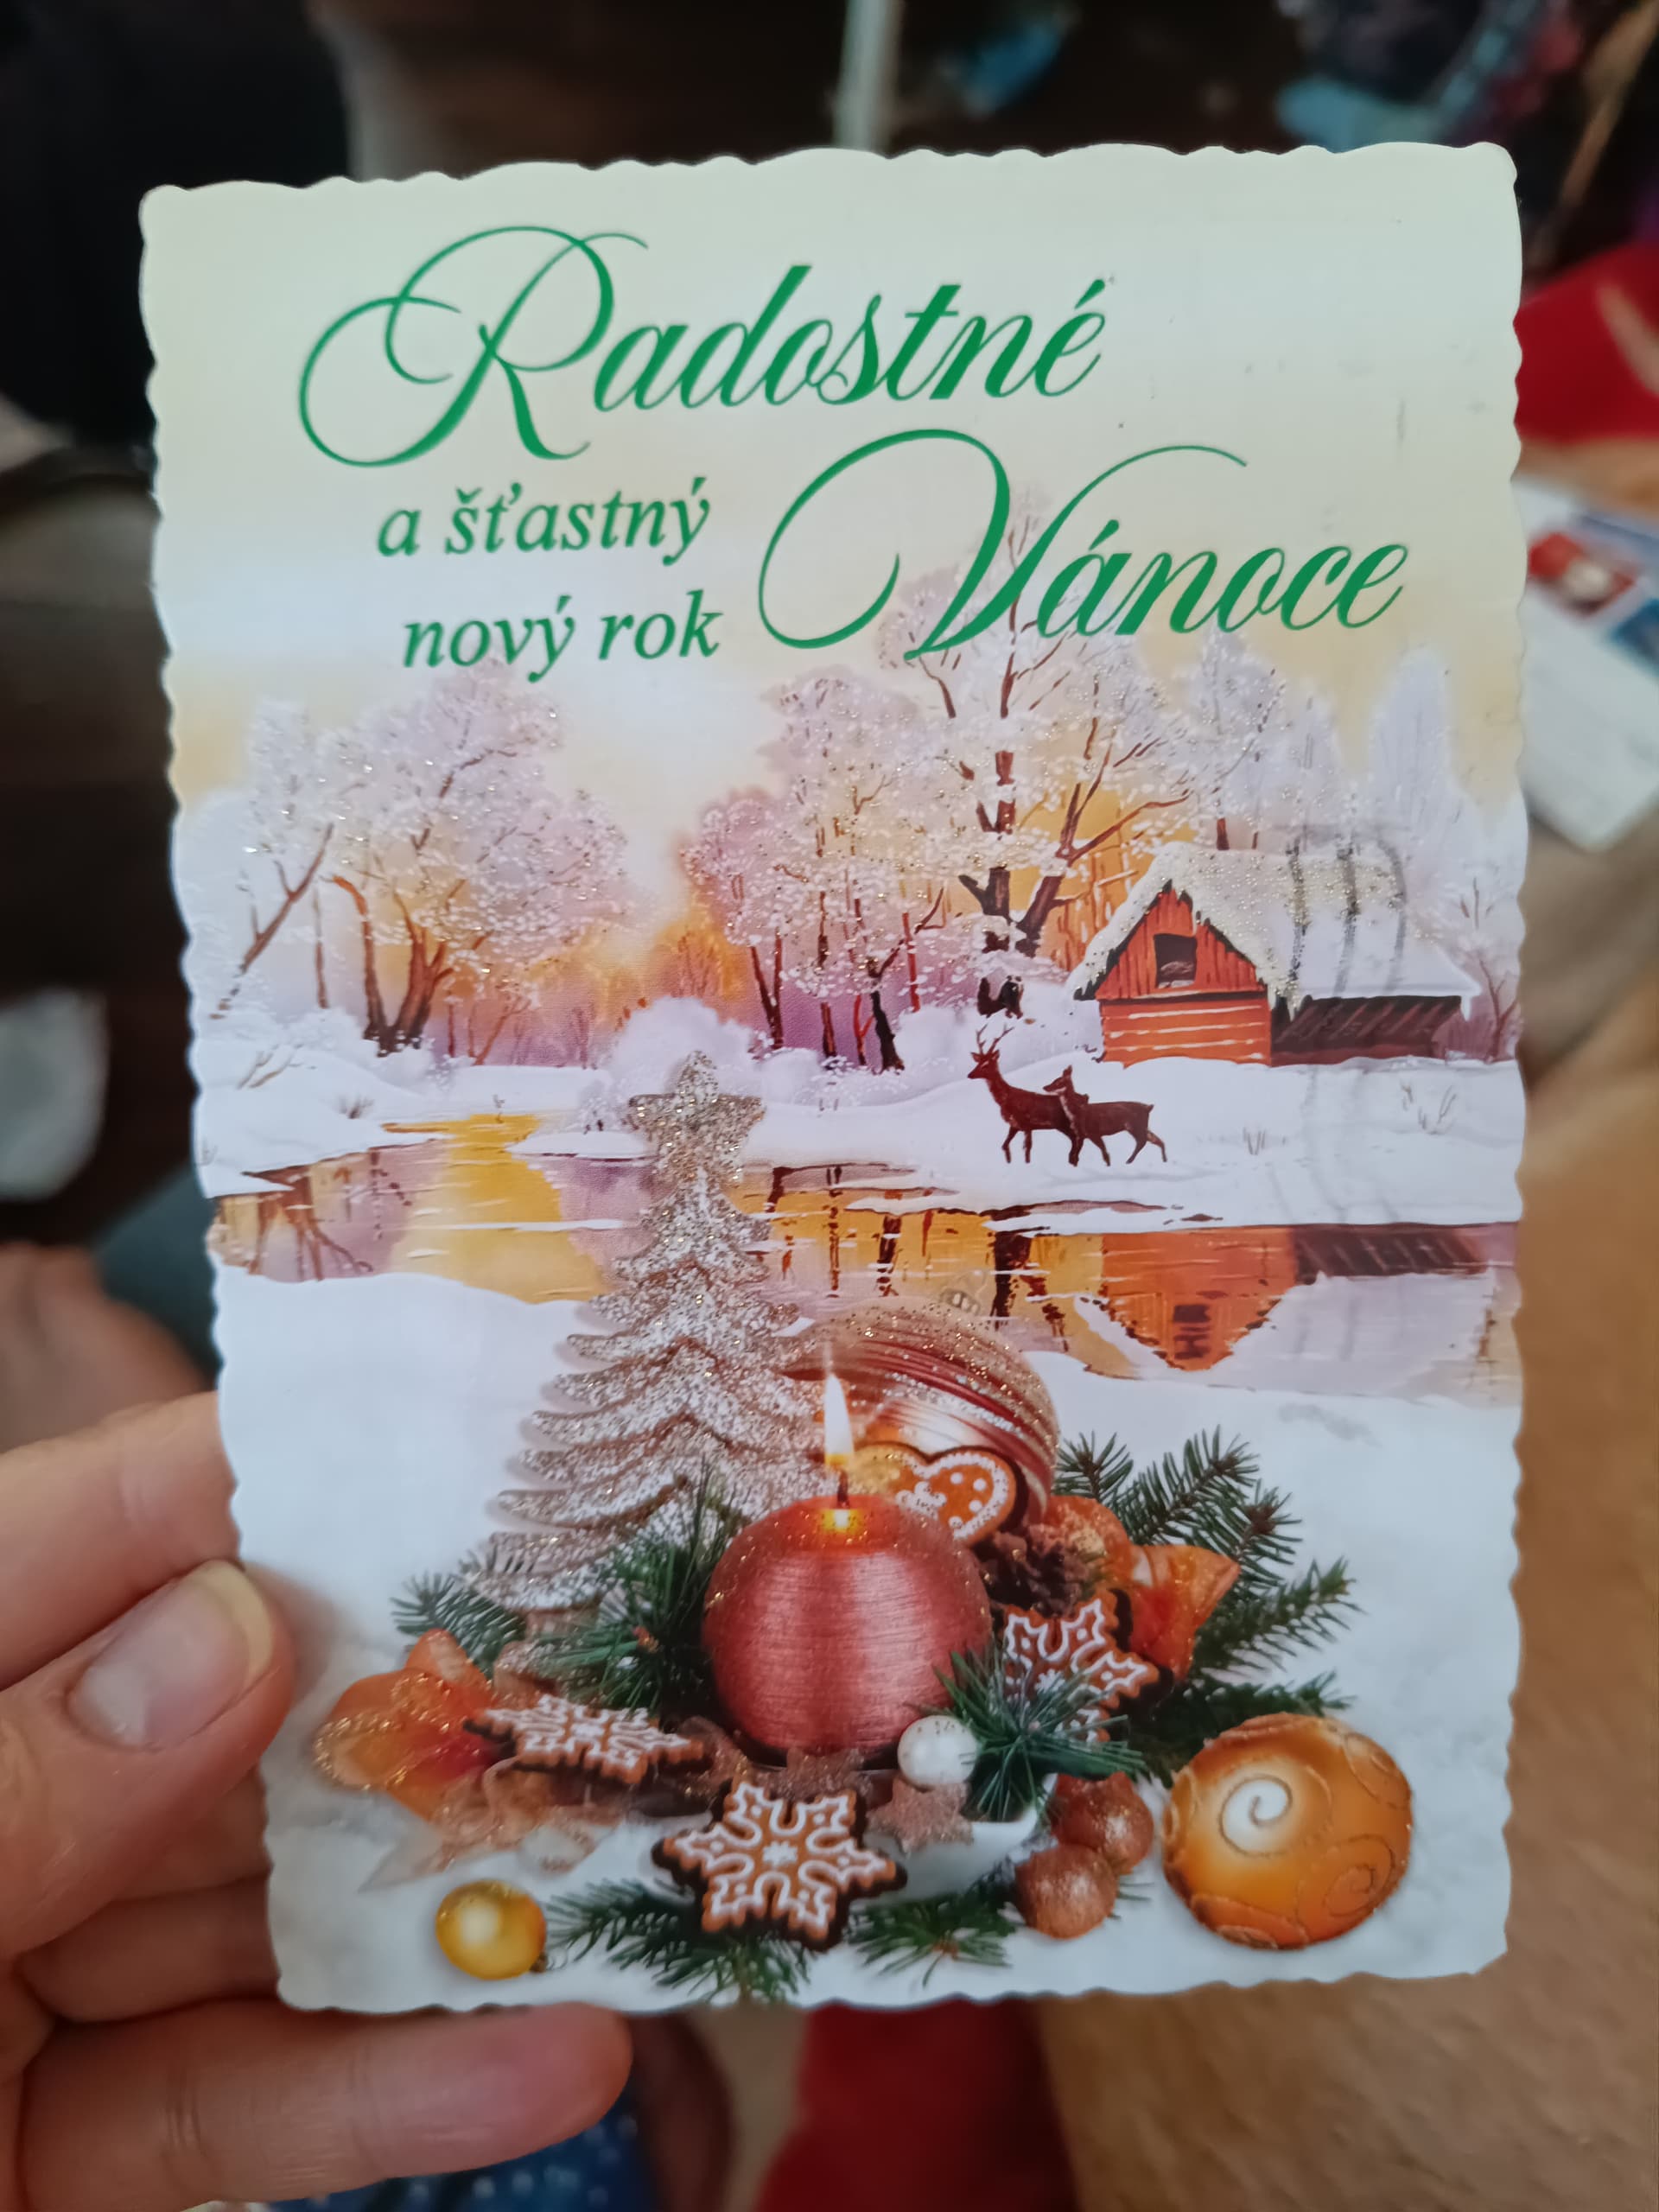 Radostné
Vánoce
a šťastný
nový rok